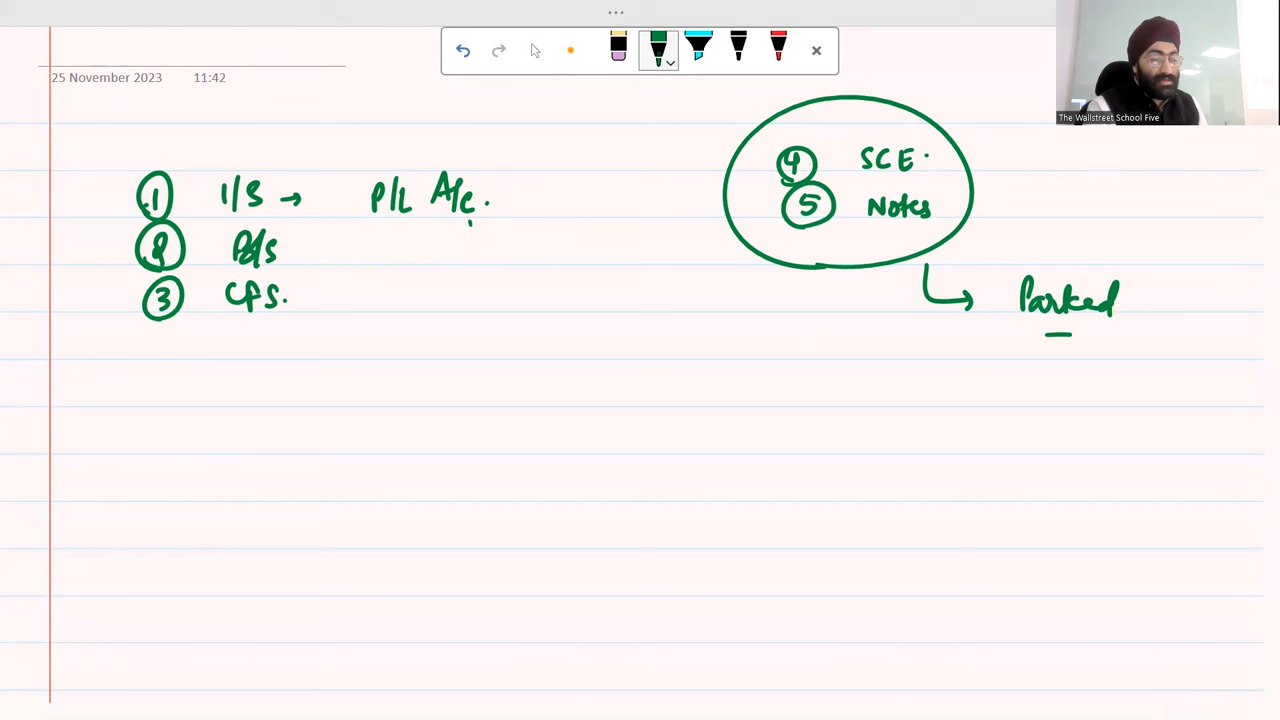 25 November 2023 11:42
The Wallstreet School Five
① I/S → P/L A/c.
② B/S
③ CFS.
④ SCE.
⑤ Notes
Parked